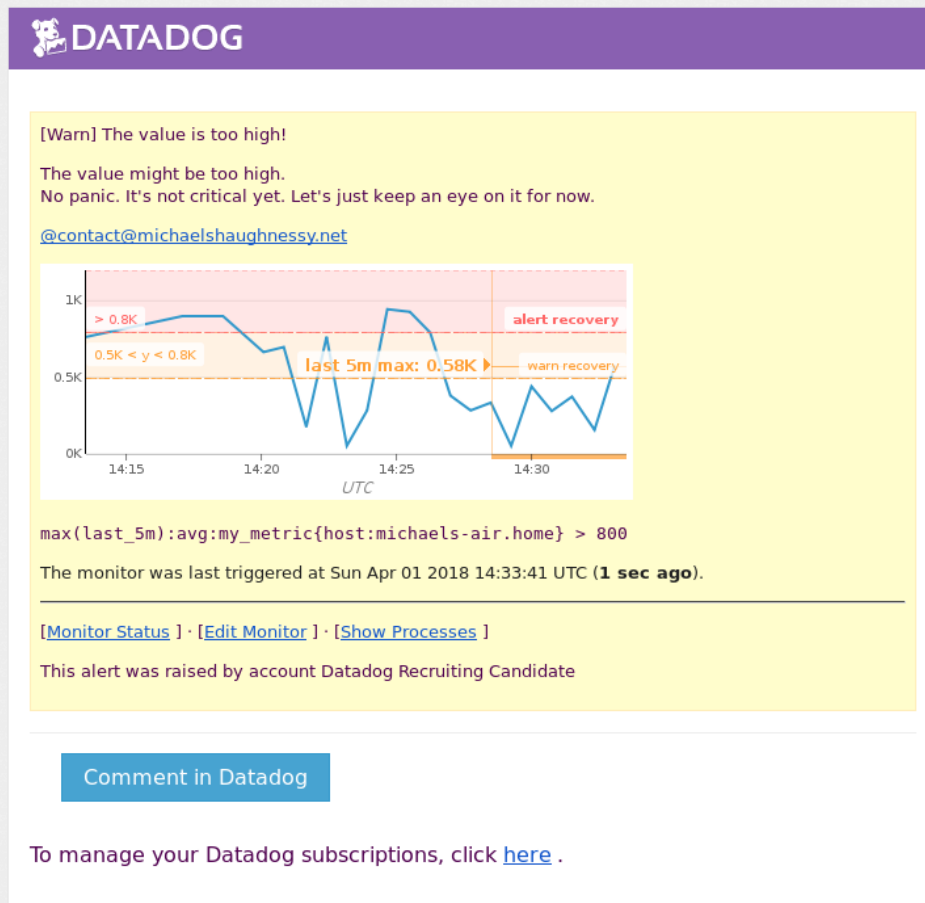 DATADOG
[Warn] The value is too high!
The value might be too high.
No panic. It's not critical yet. Let's just keep an eye on it for now.
@contact@michaelshaughnessy.net
1K
> 0.8K
alert recovery
0.5K < y < 0.8K
last 5m max: 0.58K
warn recovery
0.5K
0K
14:15 14:20 14:25 14:30
UTC
max(last_5m):avg:my_metric{host:michaels-air.home} > 800
The monitor was last triggered at Sun Apr 01 2018 14:33:41 UTC (1 sec ago).
[Monitor Status ] · [Edit Monitor ] · [Show Processes ]
This alert was raised by account Datadog Recruiting Candidate
Comment in Datadog
To manage your Datadog subscriptions, click here .